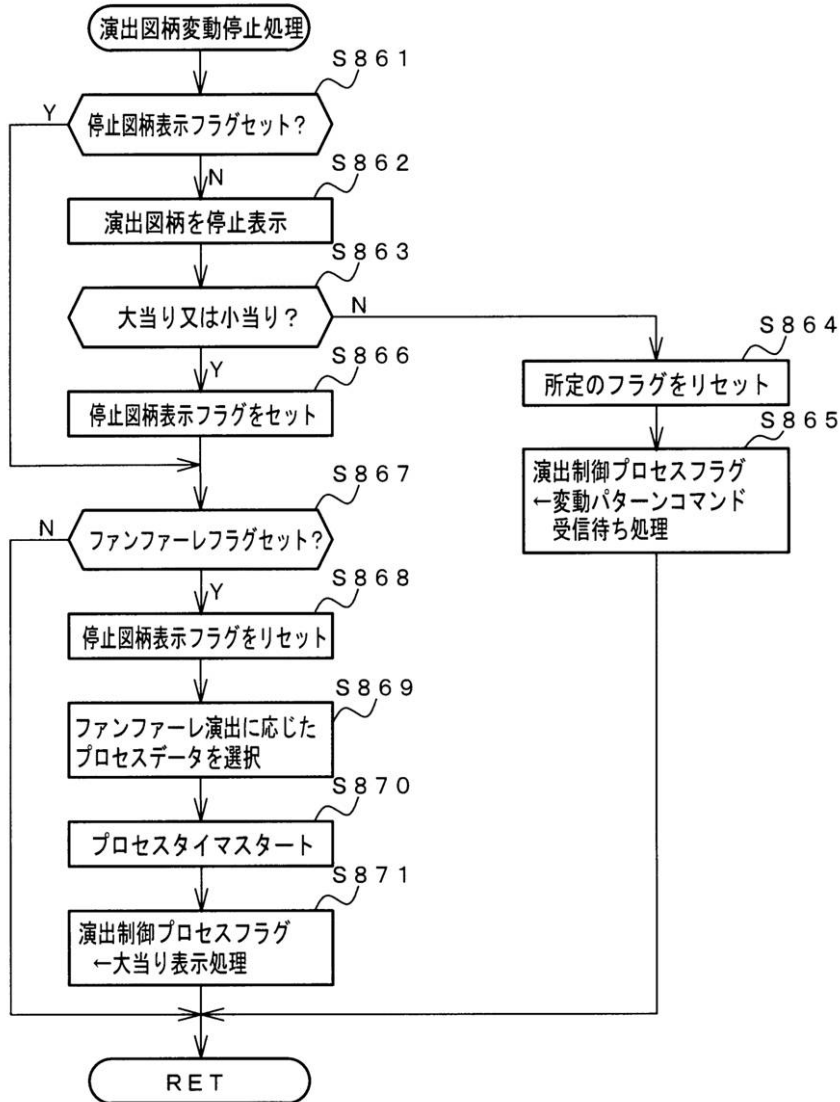 演出図柄変動停止処理
S861
Y
停止図柄表示フラグセット？
N
S862
演出図柄を停止表示
S863
大当り又は小当り？
N
Y
S864
所定のフラグをリセット
S865
演出制御プロセスフラグ
←変動パターンコマンド
受信待ち処理
S866
停止図柄表示フラグをセット
S867
N
ファンファーレフラグセット？
Y
S868
停止図柄表示フラグをリセット
S869
ファンファーレ演出に応じた
プロセスデータを選択
S870
プロセスタイマスタート
S871
演出制御プロセスフラグ
←大当り表示処理
RET